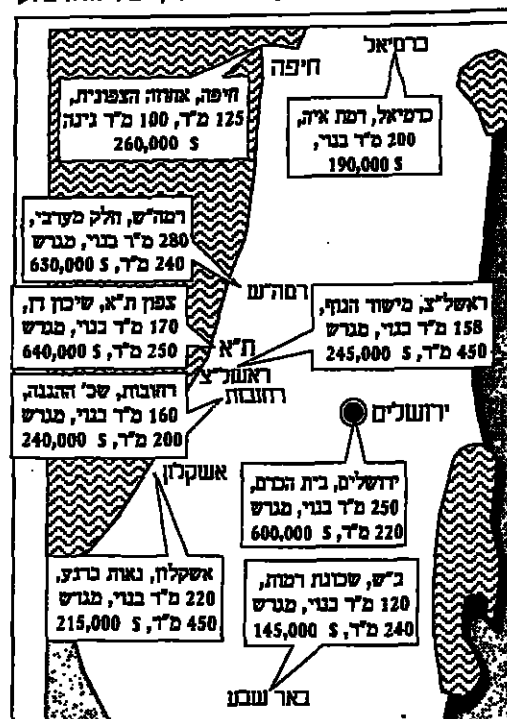 כרמיאל
חיפה
חיפה, אחוזה הצפונית,
125 מ"ר, 100 מ"ר גינה
260,000 $
כרמיאל, רמת איה,
200 מ"ר בנוי,
190,000 $
רמה"ש, חלק מערבי,
280 מ"ר בנוי, מגרש
240 מ"ר, $ 630,000
רמה"ש
צפון ת"א, שיכון דן,
170 מ"ר בנוי, מגרש
250 מ"ר, $ 640,000
ראשל"צ, מישור הנוף,
158 מ"ר בנוי, מגרש
450 מ"ר, $ 245,000
ת"א
ראשל"צ
רחובות
רחובות, שכ' ההגנה,
160 מ"ר בנוי, מגרש
200 מ"ר, $ 240,000
ירושלים
אשקלון
ירושלים, בית הכרם,
250 מ"ר בנוי, מגרש
220 מ"ר, $ 600,000
אשקלון, נאות ברנע,
220 מ"ר בנוי, מגרש
450 מ"ר, $ 215,000
ב"ש, שכונת רמות,
120 מ"ר בנוי, מגרש
240 מ"ר, $ 145,000
באר שבע